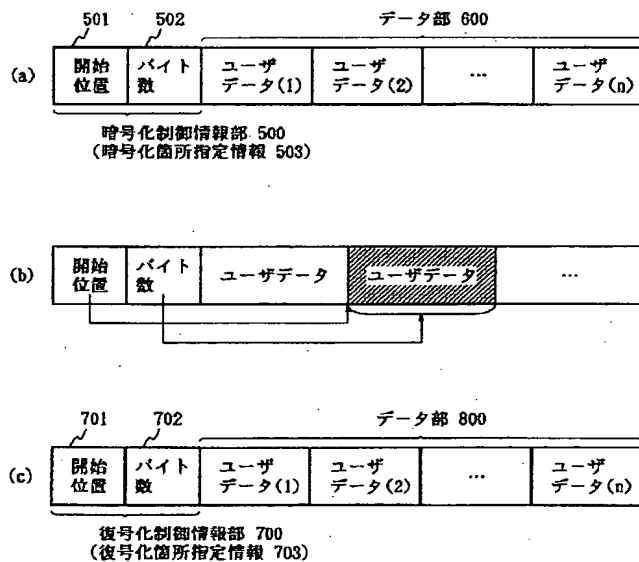 501 502 データ部 600
(a) 開始位置 バイト数 ユーザデータ(1) ユーザデータ(2) … ユーザデータ(n)
暗号化制御情報部 500
(暗号化箇所指定情報 503)
(b) 開始位置 バイト数 ユーザデータ ユーザデータ …
701 702 データ部 800
(c) 開始位置 バイト数 ユーザデータ(1) ユーザデータ(2) … ユーザデータ(n)
復号化制御情報部 700
(復号化箇所指定情報 703)